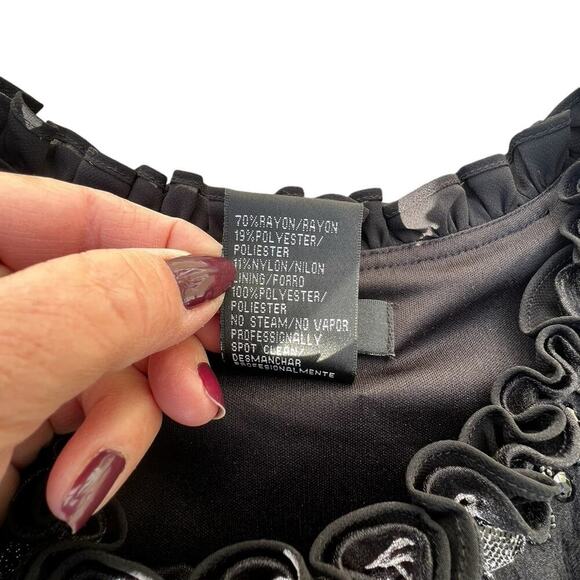 70%RAYON/RAYON
19%POLYESTER/
POLIESTER
11%NYLON/NILON
LINING/FORRO
100%POLYESTER/
POLIESTER
NO STEAM/NO VAPOR
PROFESSIONALLY
SPOT CLEAN/
DESMANCHAR
PROFESIONALMENTE